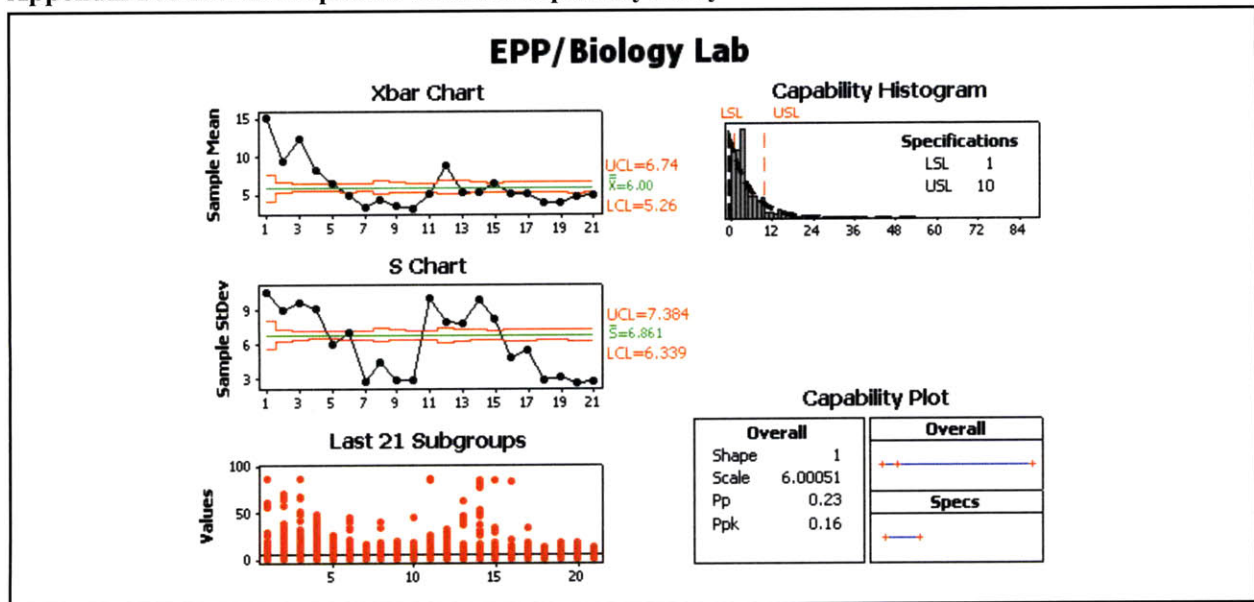 EPP/Biology Lab
Xbar Chart
Sample Mean
15
10
5
1 3 5 7 9 11 13 15 17 19 21
UCL=6.74
X=6.00
LCL=5.26
S Chart
Sample StDev
9
6
3
1 3 5 7 9 11 13 15 17 19 21
UCL=7.384
S=6.861
LCL=6.339
Last 21 Subgroups
Values
100
50
0
5 10 15 20
Capability Histogram
LSL USL
Specifications
LSL 1
USL 10
0 12 24 36 48 60 72 84
Capability Plot
Overall
Shape 1
Scale 6.00051
Pp 0.23
Ppk 0.16
Overall
Specs